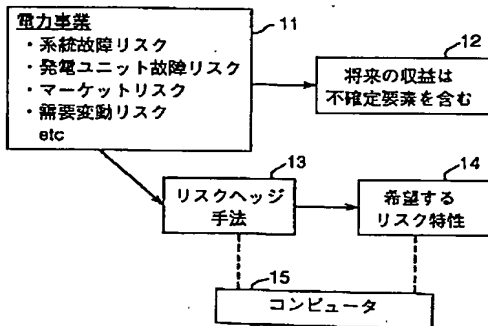 電力事業
・系統故障リスク
・発電ユニット故障リスク
・マーケットリスク
・需要変動リスク
etc
11
12
将来の収益は
不確定要素を含む
13
リスクヘッジ
手法
14
希望する
リスク特性
15
コンピュータ